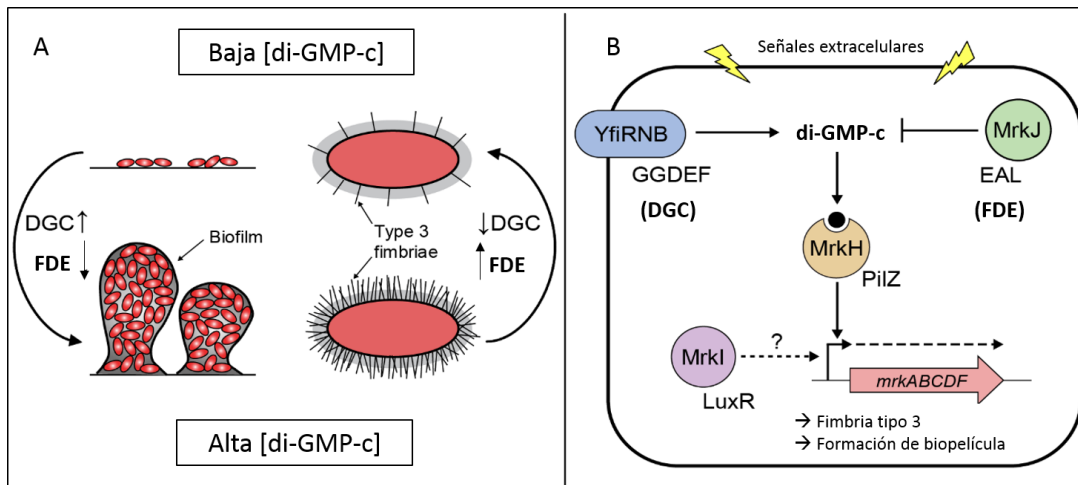 A
Baja [di-GMP-c]
DGC↑
FDE ↓
Biofilm
Type 3
fimbriae
↓DGC
↑ FDE
Alta [di-GMP-c]
B
Señales extracelulares
YfiRNB
GGDEF
(DGC)
di-GMP-c
MrkJ
EAL
(FDE)
MrkH
PilZ
MrkI
LuxR
?
mrkABCDF
→ Fimbria tipo 3
→ Formación de biopelícula